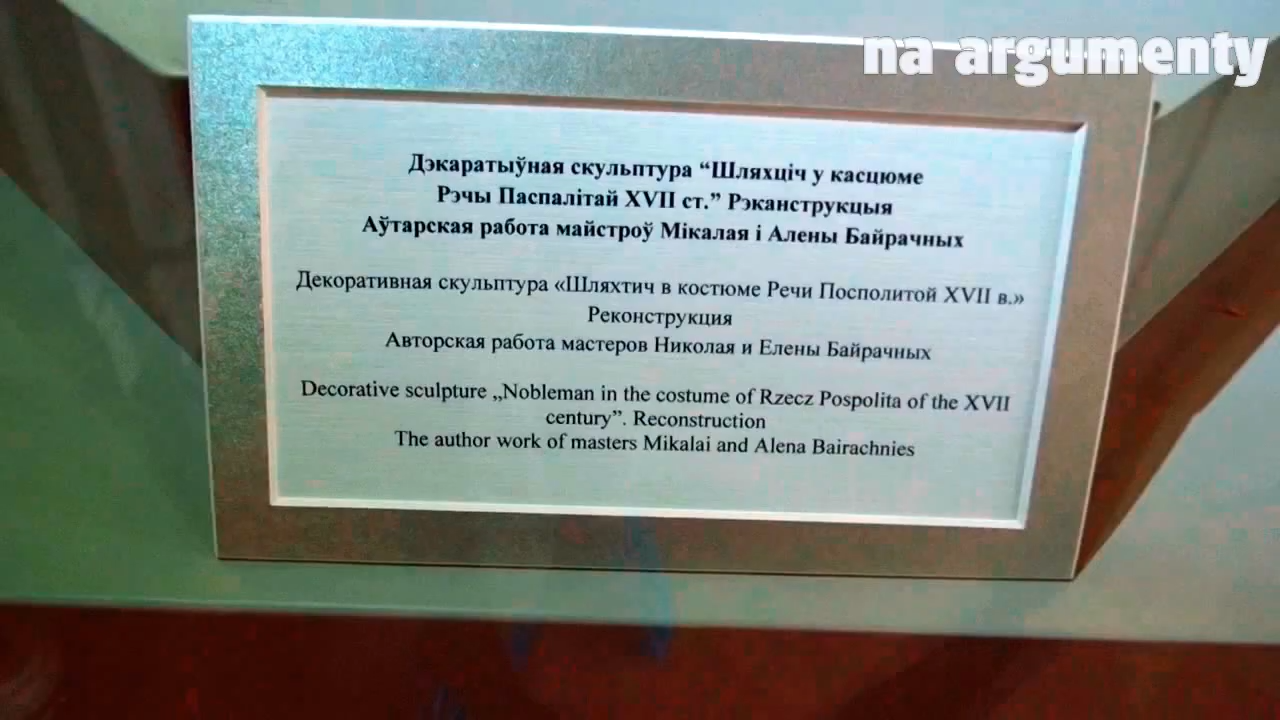 na argumenty
Дэкаратыўная скульптура “Шляхціч у касцюме
Рэчы Паспалітай XVII ст.” Рэканструкцыя
Аўтарская работа майстроў Мікалая і Алены Байрачных
Декоративная скульптура «Шляхтич в костюме Речи Посполитой XVII в.»
Реконструкция
Авторская работа мастеров Николая и Елены Байрачных
Decorative sculpture „Nobleman in the costume of Rzecz Pospolita of the XVII
century”. Reconstruction
The author work of masters Mikalai and Alena Bairachnies